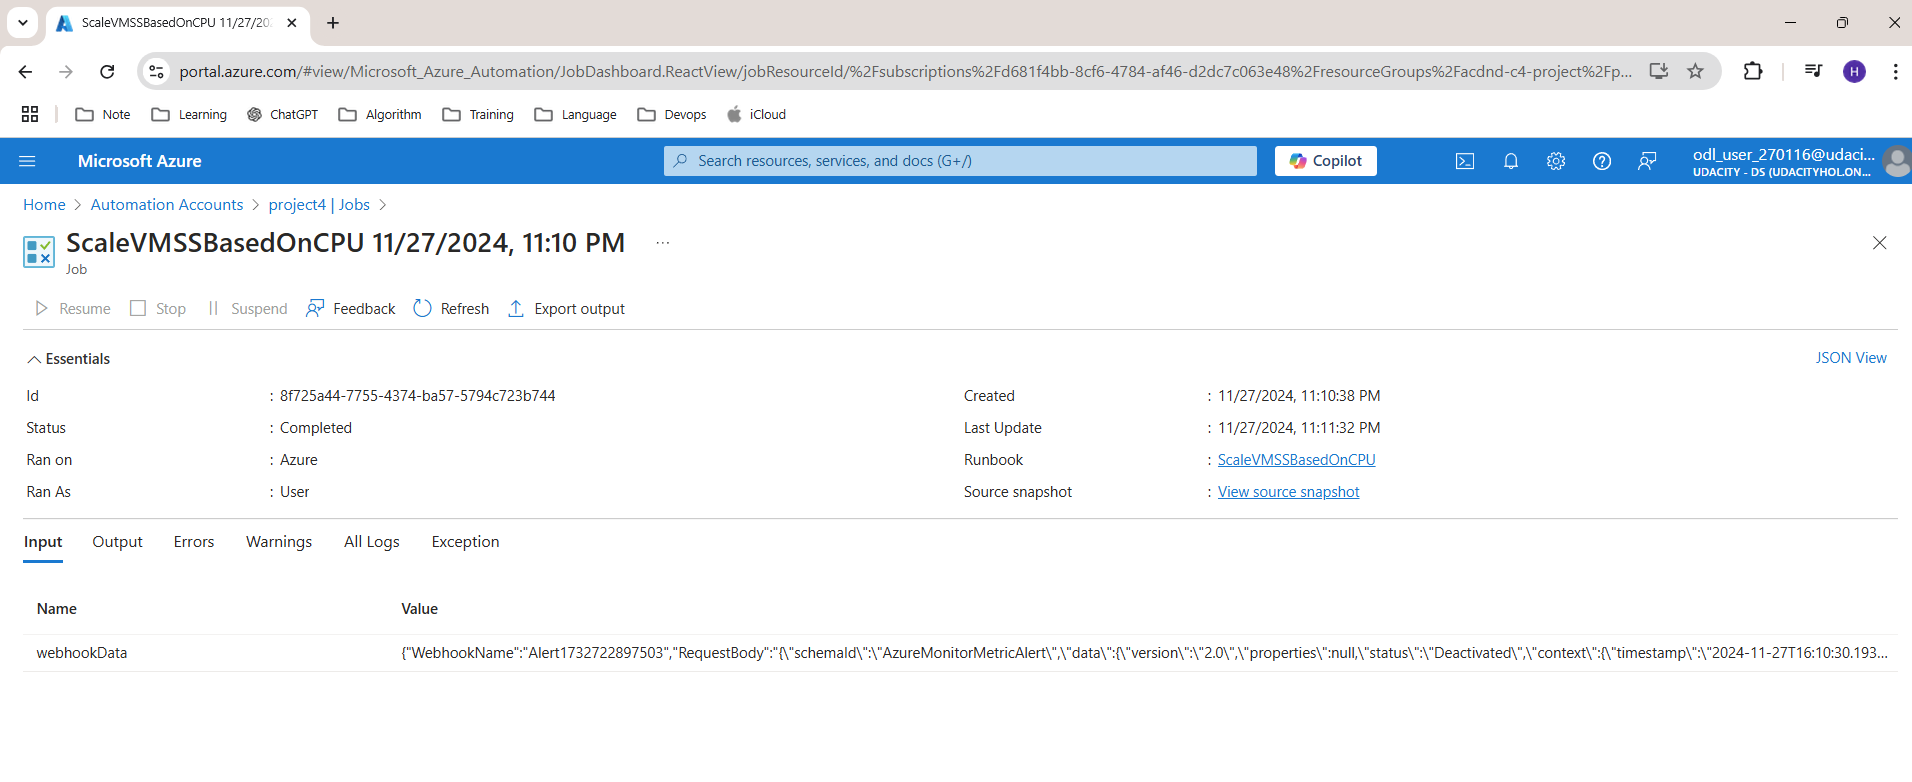 ScaleVMSSBasedOnCPU 11/27/20
portal.azure.com/#view/Microsoft_Azure_Automation/JobDashboard.ReactView/jobResourceId/%2Fsubscriptions%2Fd681f4bb-8cf6-4784-af46-d2dc7c063e48%2FresourceGroups%2Facdnd-c4-project%2Fp...
H
Note Learning ChatGPT Algorithm Training Language Devops iCloud
Microsoft Azure
Search resources, services, and docs (G+/)
Copilot
odl_user_270116@udaci...
UDACITY - DS (UDACITYHOL.ON...
Home > Automation Accounts > project4 | Jobs >
ScaleVMSSBasedOnCPU 11/27/2024, 11:10 PM ...
Job
Resume Stop Suspend Feedback Refresh Export output
Essentials JSON View
Id : 8f725a44-7755-4374-ba57-5794c723b744 Created : 11/27/2024, 11:10:38 PM
Status : Completed Last Update : 11/27/2024, 11:11:32 PM
Ran on : Azure Runbook : ScaleVMSSBasedOnCPU
Ran As : User Source snapshot : View source snapshot
Input Output Errors Warnings All Logs Exception
Name Value
webhookData {"WebhookName":"Alert1732722897503","RequestBody":"{\"schemaId\":\"AzureMonitorMetricAlert\",\"data\":{\"version\":\"2.0\",\"properties\":null,\"status\":\"Deactivated\",\"context\":{\"timestamp\":\"2024-11-27T16:10:30.193...